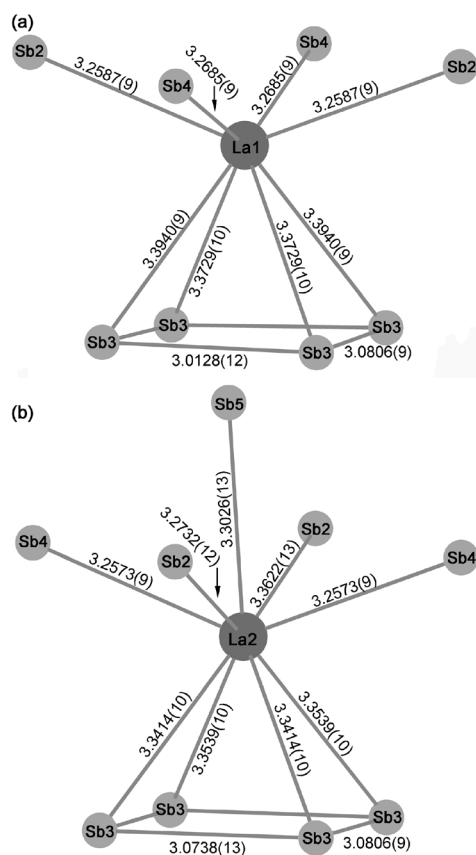 (a)
Sb4
Sb2
Sb2
3.2685(9)
Sb4
3.2587(9)
3.2685(9)
3.2587(9)
La1
3.3940(9)
3.3729(10)
3.3729(10)
3.3940(9)
Sb3
Sb3
Sb3
Sb3
3.0128(12)
3.0806(9)
(b)
Sb5
3.3026(13)
Sb4
3.2732(12)
Sb2
Sb2
Sb4
3.2573(9)
3.3622(13)
3.2573(9)
La2
3.3414(10)
3.3539(10)
3.3414(10)
3.3539(10)
Sb3
Sb3
Sb3
Sb3
3.0738(13)
3.0806(9)